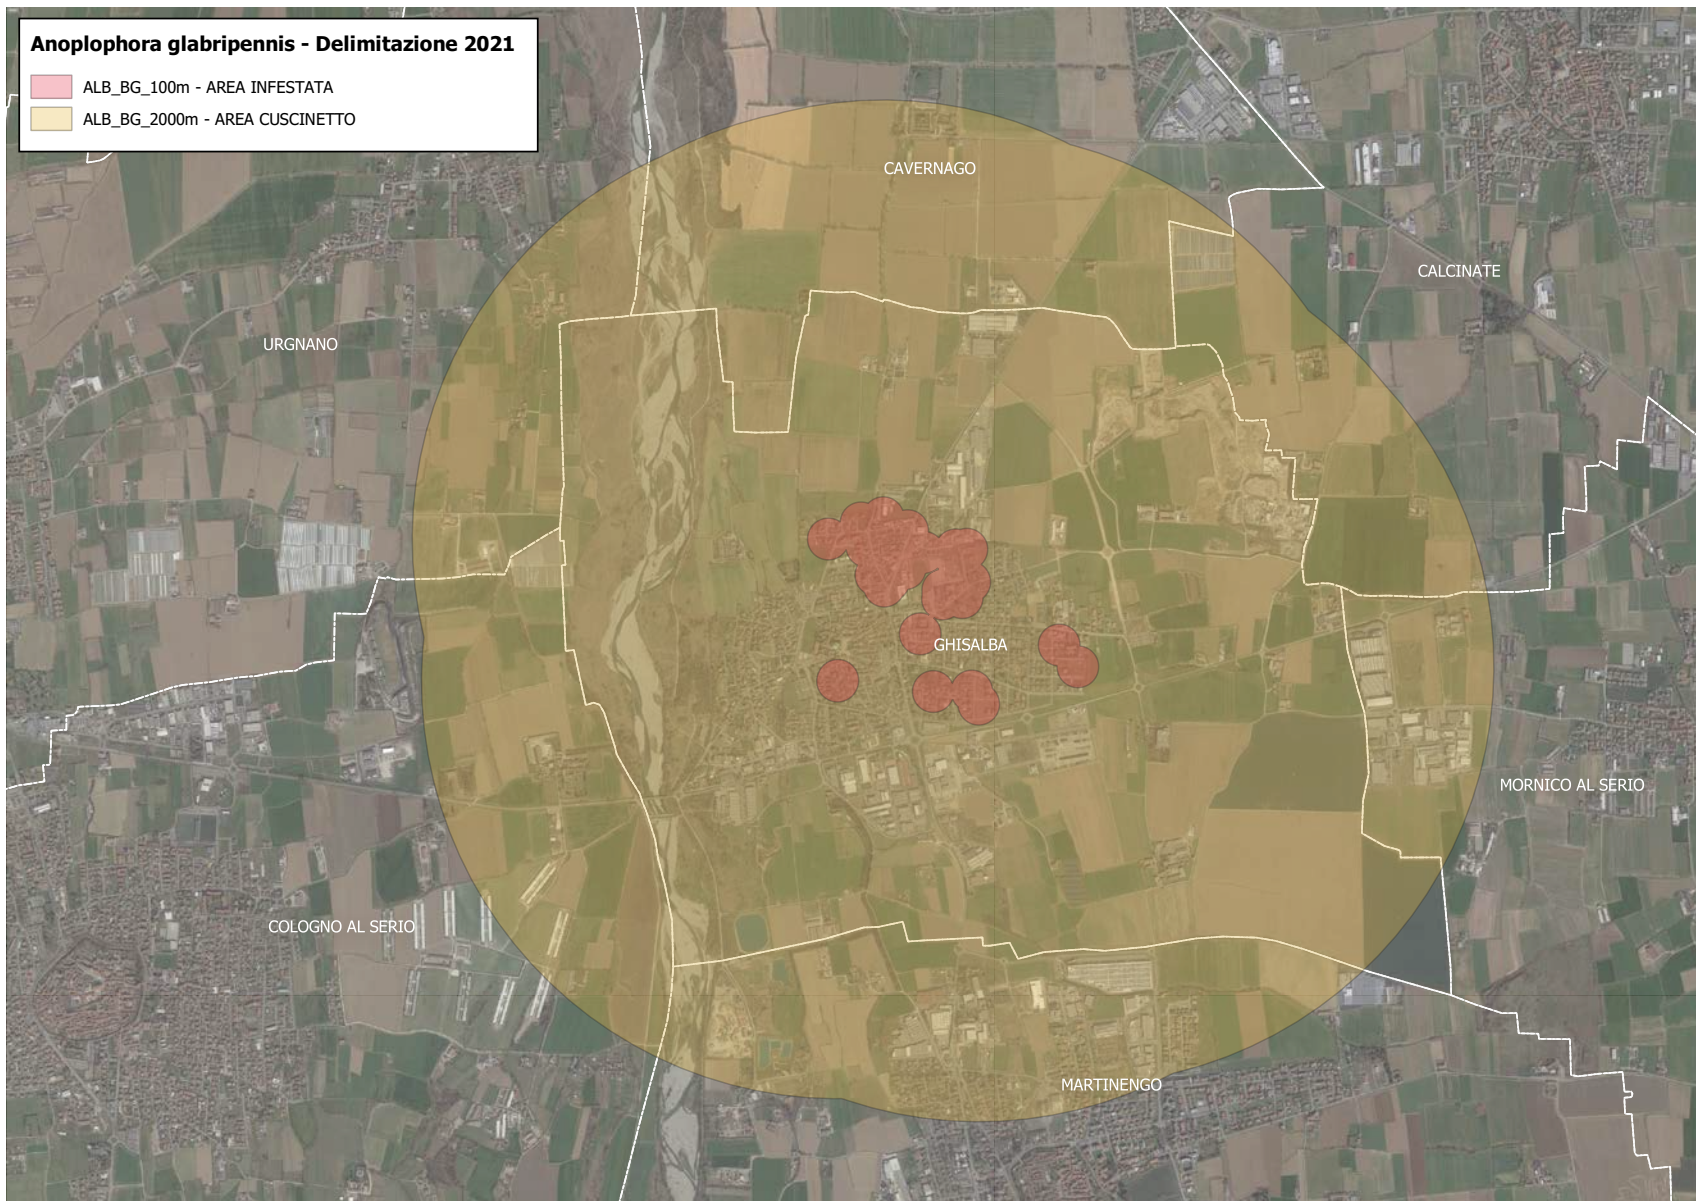 Anoplophora glabripennis - Delimitazione 2021
ALB_BG_100m - AREA INFESTATA
ALB_BG_2000m - AREA CUSCINETTO
CAVERNAGO
CALCINATE
URGNANO
GHISALBA
MORNICO AL SERIO
COLOGNO AL SERIO
MARTINENGO